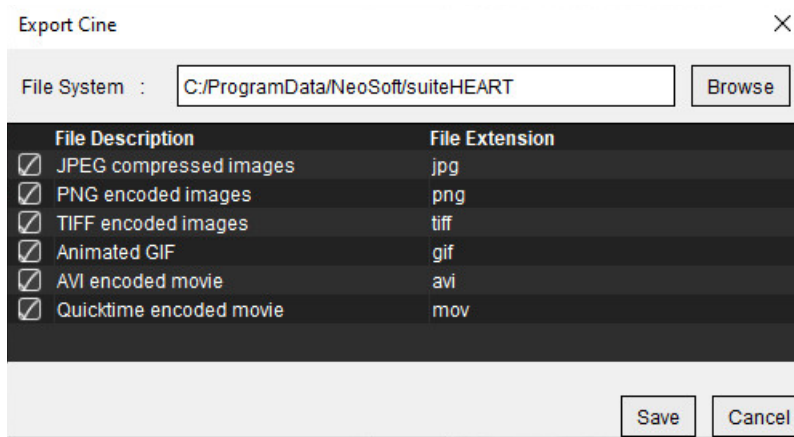 Export Cine
File System : C:/ProgramData/NeoSoft/suiteHEART Browse
File Description File Extension
JPEG compressed images jpg
PNG encoded images png
TIFF encoded images tiff
Animated GIF gif
AVI encoded movie avi
Quicktime encoded movie mov
Save Cancel